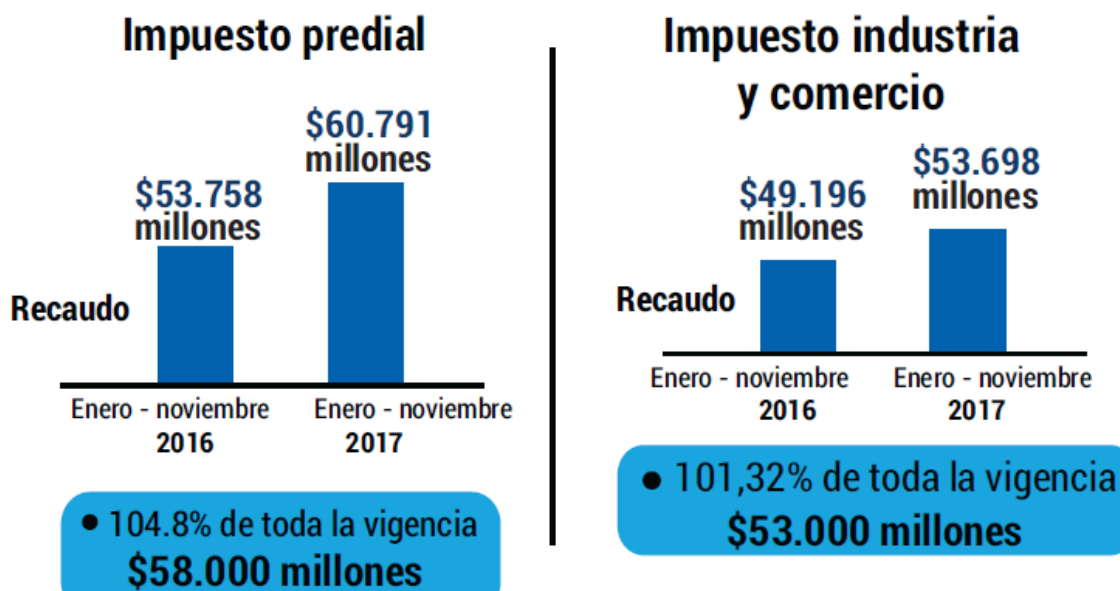 Impuesto predial
$53.758
millones
$60.791
millones
Recaudo
Enero - noviembre
2016
Enero - noviembre
2017
• 104.8% de toda la vigencia
$58.000 millones
Impuesto industria
y comercio
$49.196
millones
$53.698
millones
Recaudo
Enero - noviembre
2016
Enero - noviembre
2017
• 101,32% de toda la vigencia
$53.000 millones